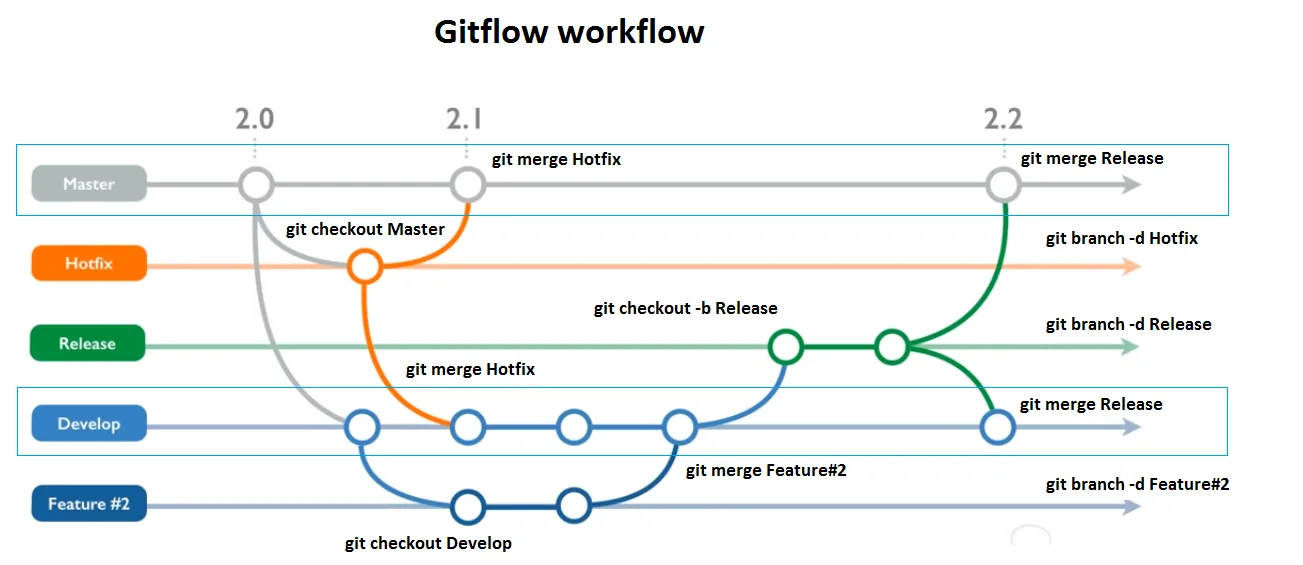 Gitflow workflow
2.0
2.1
2.2
git merge Hotfix
git merge Release
Master
git checkout Master
git branch -d Hotfix
Hotfix
git checkout -b Release
git branch -d Release
Release
git merge Hotfix
git merge Release
Develop
git merge Feature#2
git branch -d Feature#2
Feature #2
git checkout Develop